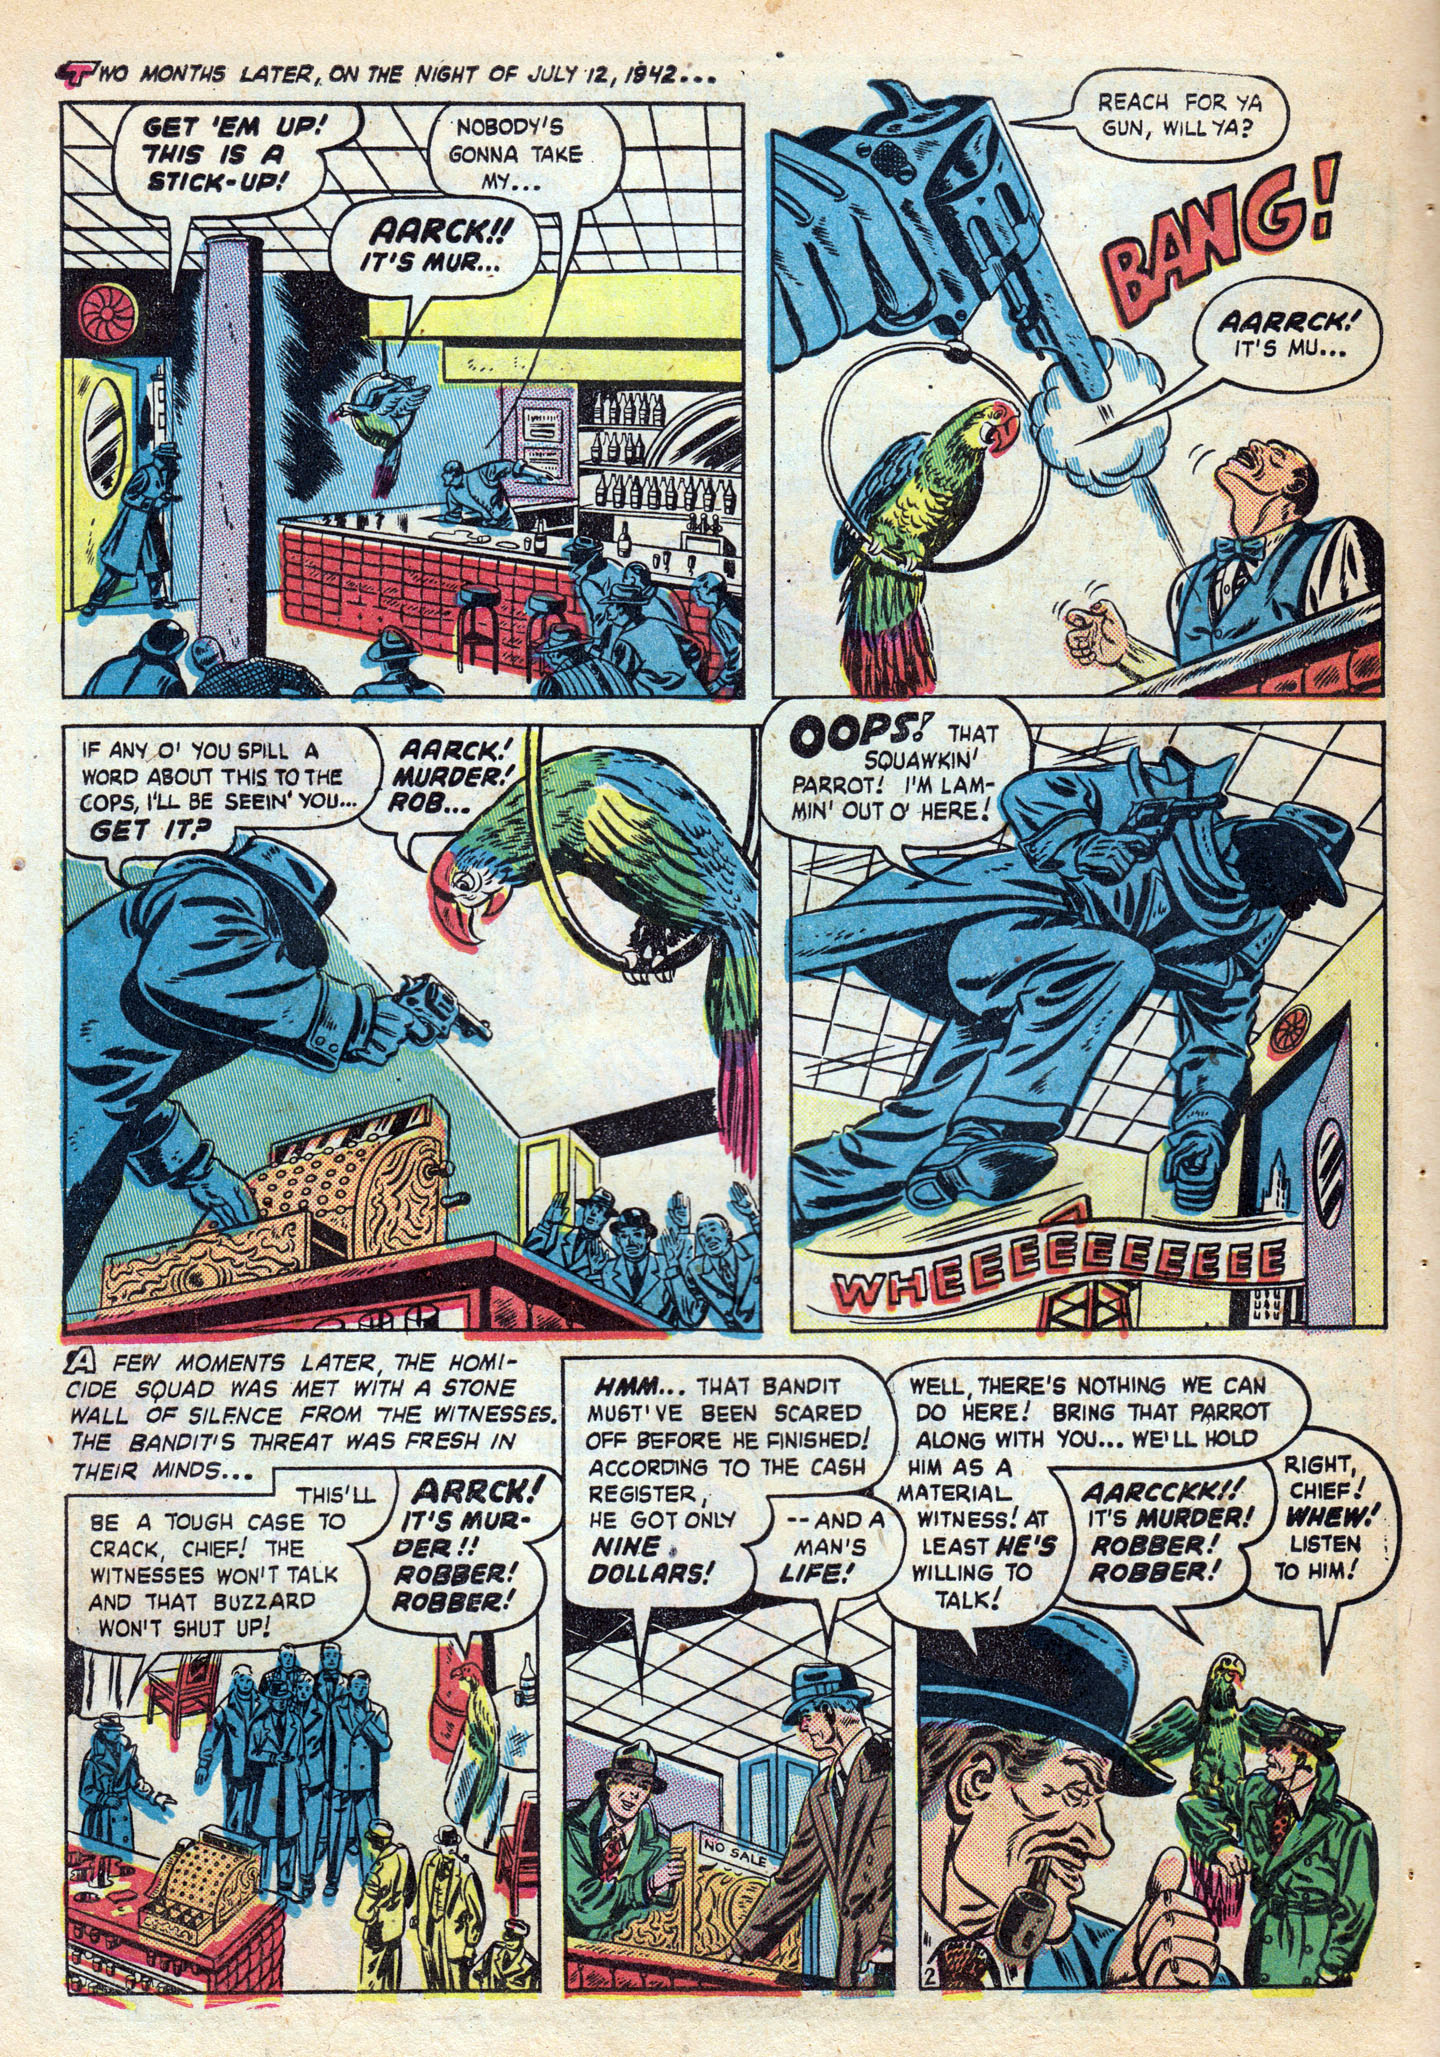 TWO MONTHS LATER, ON THE NIGHT OF JULY 12, 1942...
GET 'EM UP!
THIS IS A
STICK-UP!
NOBODY'S
GONNA TAKE
MY...
AARCK!!
IT'S MUR...
REACH FOR YA
GUN, WILL YA?
BANG!
AARRCK!
IT'S MU...
IF ANY O' YOU SPILL A
WORD ABOUT THIS TO THE
COPS, I'LL BE SEEIN' YOU...
GET IT?
AARCK!
MURDER!
ROB...
OOPS! THAT
SQUAWKIN'
PARROT! I'M LAM-
MIN' OUT O' HERE!
WHEEEEEEEEEEE
A FEW MOMENTS LATER, THE HOMI-
CIDE SQUAD WAS MET WITH A STONE
WALL OF SILENCE FROM THE WITNESSES.
THE BANDIT'S THREAT WAS FRESH IN
THEIR MINDS...
THIS'LL
BE A TOUGH CASE TO
CRACK, CHIEF! THE
WITNESSES WON'T TALK
AND THAT BUZZARD
WON'T SHUT UP!
ARRCK!
IT'S MUR-
DER!!
ROBBER!
ROBBER!
HMM... THAT BANDIT
MUST'VE BEEN SCARED
OFF BEFORE HE FINISHED!
ACCORDING TO THE CASH
REGISTER,
HE GOT ONLY
NINE
DOLLARS!
--AND A
MAN'S
LIFE!
NO SALE
WELL, THERE'S NOTHING WE CAN
DO HERE! BRING THAT PARROT
ALONG WITH YOU... WE'LL HOLD
HIM AS A
MATERIAL
WITNESS! AT
LEAST HE'S
WILLING TO
TALK!
AARCCKK!!
IT'S MURDER!
ROBBER!
ROBBER!
RIGHT,
CHIEF!
WHEW!
LISTEN
TO HIM!
2